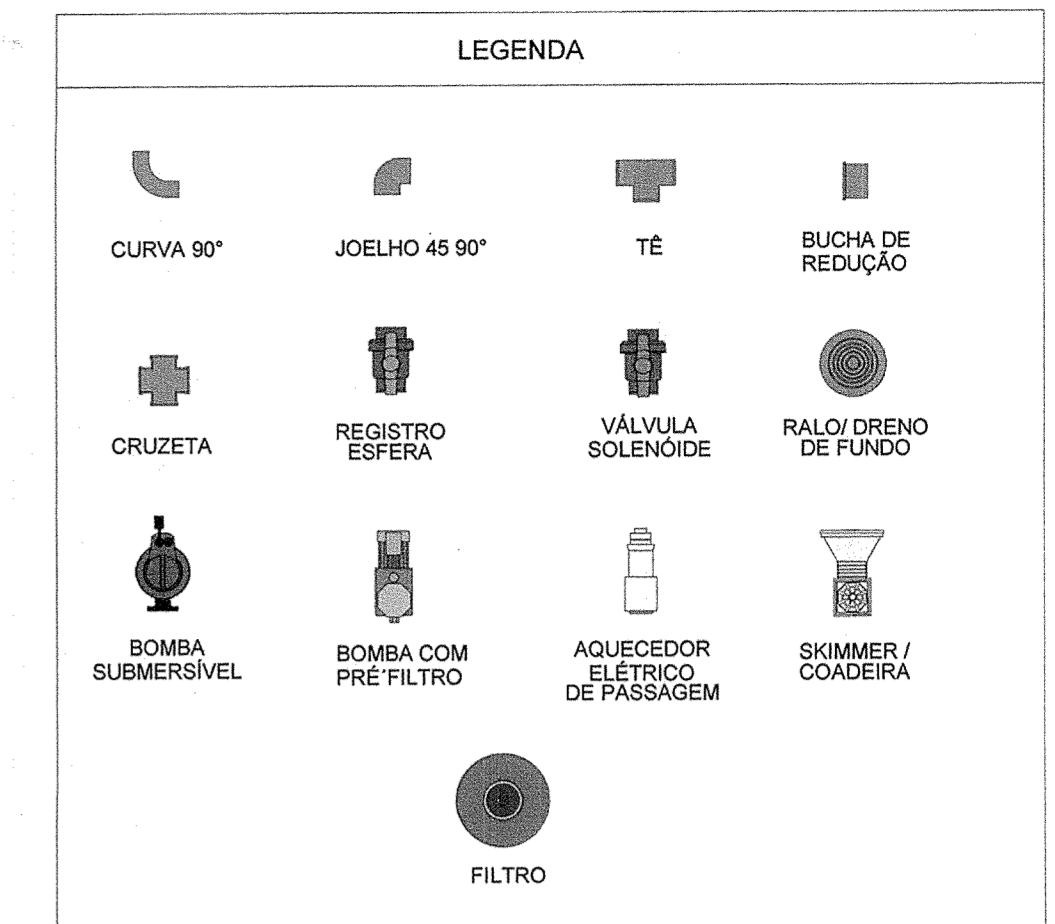 LEGENDA
CURVA 90°
JOELHO 45 90°
TÊ
BUCHA DE
REDUÇÃO
CRUZETA
REGISTRO
ESFERA
VÁLVULA
SOLENÓIDE
RALO/ DRENO
DE FUNDO
BOMBA
SUBMERSÍVEL
BOMBA COM
PRÉ´FILTRO
AQUECEDOR
ELÉTRICO
DE PASSAGEM
SKIMMER /
COADEIRA
FILTRO